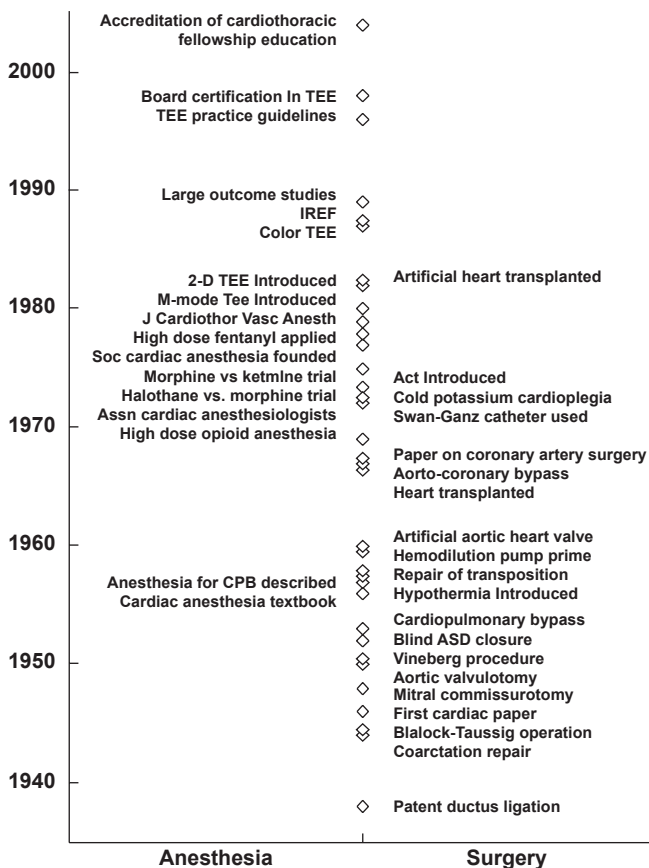 Accreditation of cardiothoracic
fellowship education
2000
Board certification In TEE
TEE practice guidelines
1990
Large outcome studies
IREF
Color TEE
2-D TEE Introduced
Artificial heart transplanted
M-mode Tee Introduced
1980
J Cardiothor Vasc Anesth
High dose fentanyl applied
Soc cardiac anesthesia founded
Morphine vs ketmlne trial
Act Introduced
Halothane vs. morphine trial
Cold potassium cardioplegia
Assn cardiac anesthesiologists
Swan-Ganz catheter used
1970
High dose opioid anesthesia
Paper on coronary artery surgery
Aorto-coronary bypass
Heart transplanted
1960
Artificial aortic heart valve
Hemodilution pump prime
Anesthesia for CPB described
Repair of transposition
Cardiac anesthesia textbook
Hypothermia Introduced
Cardiopulmonary bypass
Blind ASD closure
1950
Vineberg procedure
Aortic valvulotomy
Mitral commissurotomy
First cardiac paper
Blalock-Taussig operation
Coarctation repair
1940
Patent ductus ligation
Anesthesia
Surgery